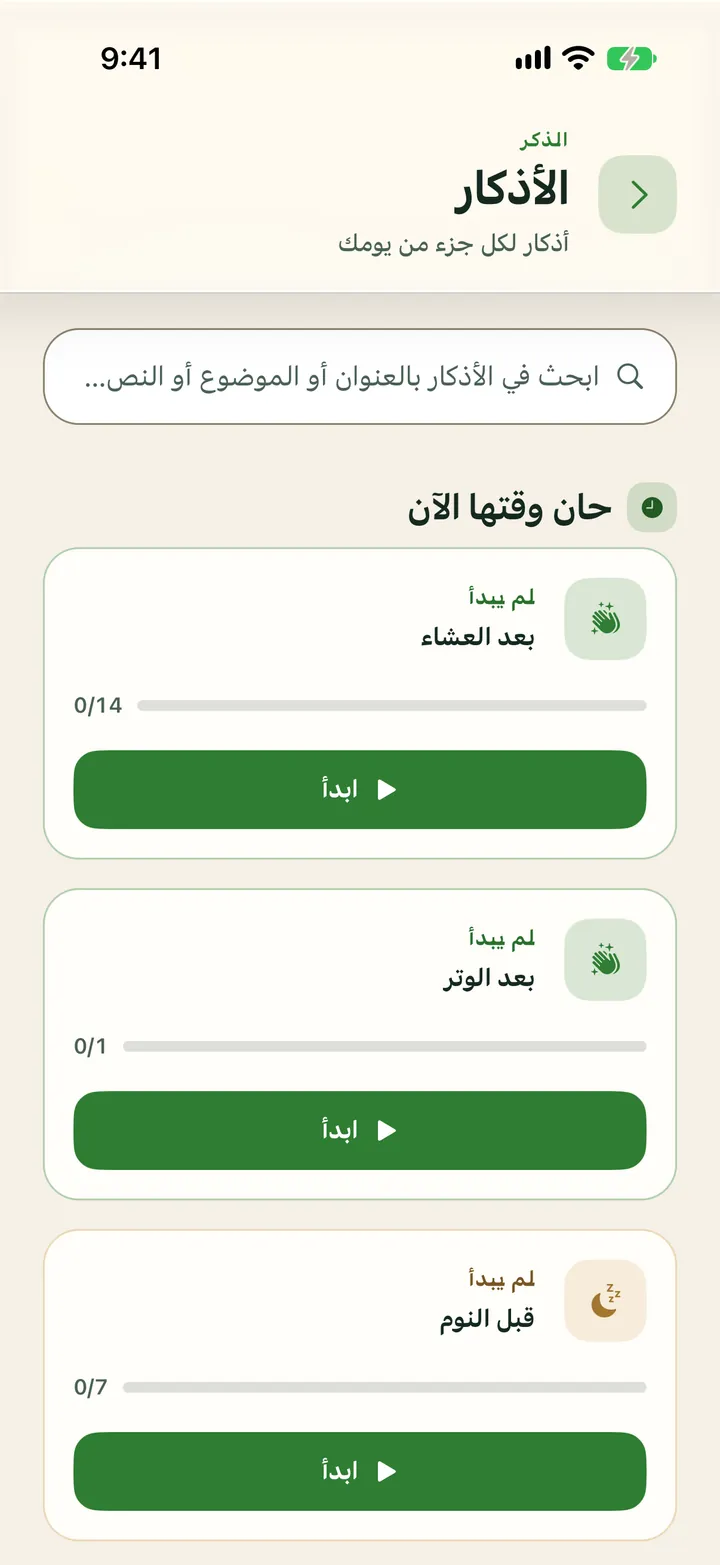 9:41
الذكر
الأذكار
أذكار لكل جزء من يومك
ابحث في الأذكار بالعنوان أو الموضوع أو النص...
حان وقتها الآن
لم يبدأ
بعد العشاء
0/14
ابدأ
لم يبدأ
بعد الوتر
0/1
ابدأ
لم يبدأ
قبل النوم
0/7
ابدأ